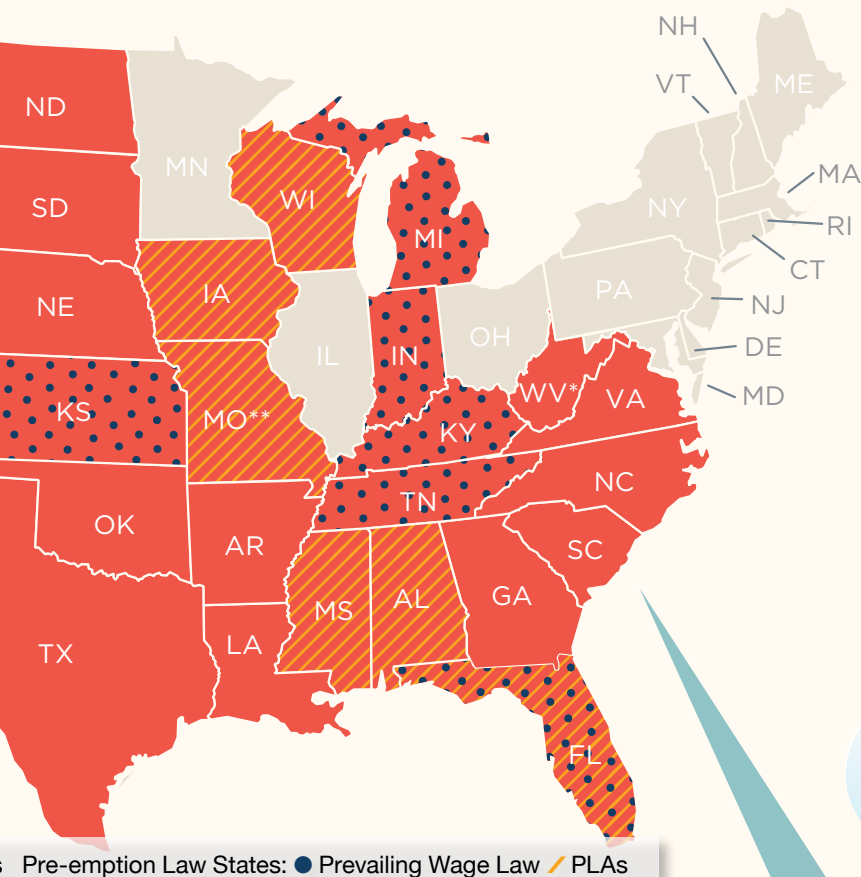 NH
VT
ME
ND
MN
MA
SD
WI
NY
RI
MI
CT
NE
IA
PA
NJ
OH
DE
IL
IN
KS
MO**
WV*
VA
MD
KY
NC
TN
OK
AR
SC
MS
AL
GA
TX
LA
FL
Pre-emption Law States: Prevailing Wage Law PLAs